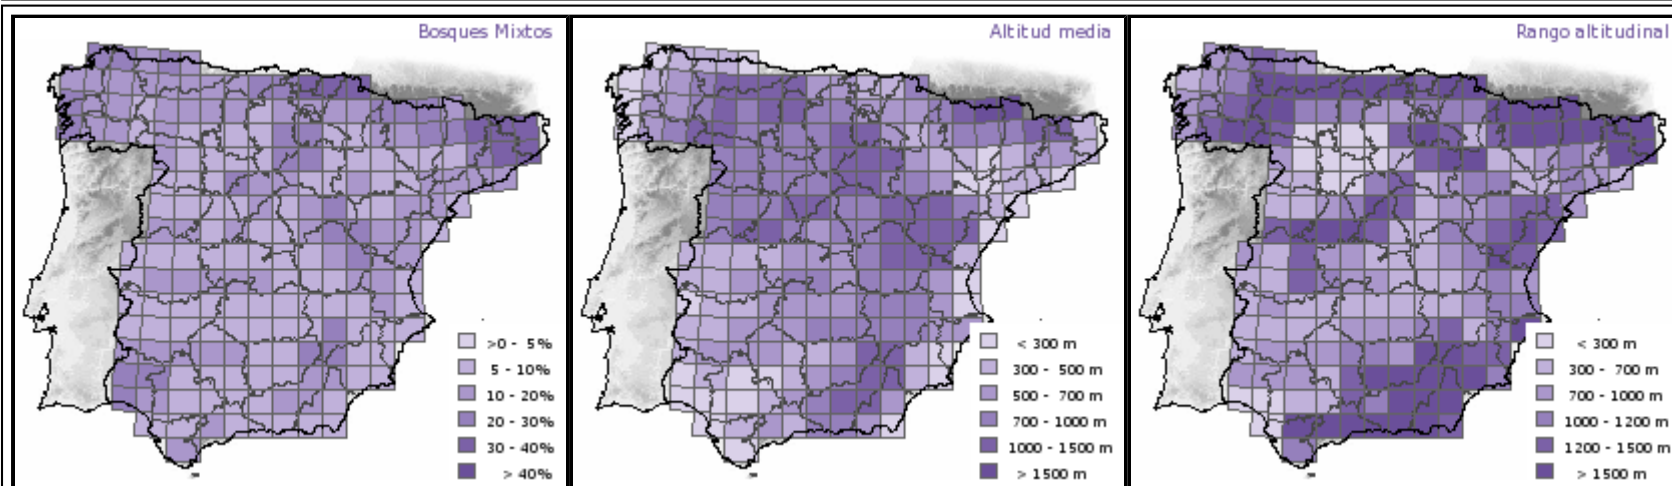 Bosques Mixtos
>0 - 5%
5 - 10%
10 - 20%
20 - 30%
30 - 40%
> 40%
Altitud media
< 300 m
300 - 500 m
500 - 700 m
700 - 1000 m
1000 - 1500 m
> 1500 m
Rango altitudinal
< 300 m
300 - 700 m
700 - 1000 m
1000 - 1200 m
1200 - 1500 m
> 1500 m